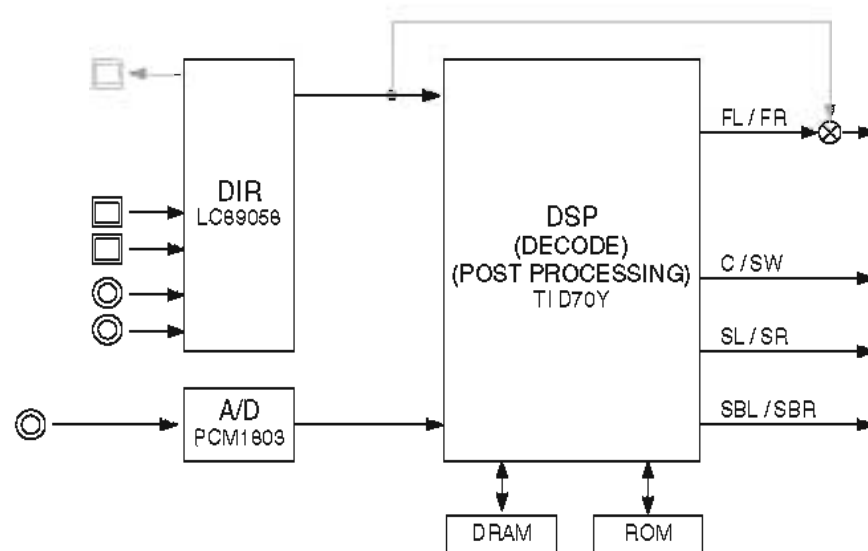 FL / FR
DIR
LC89056
DSP
(DECODE)
(POST PROCESSING)
TI D70Y
C / SW
SL / SR
A/D
PCM1803
SBL / SBR
DRAM
ROM